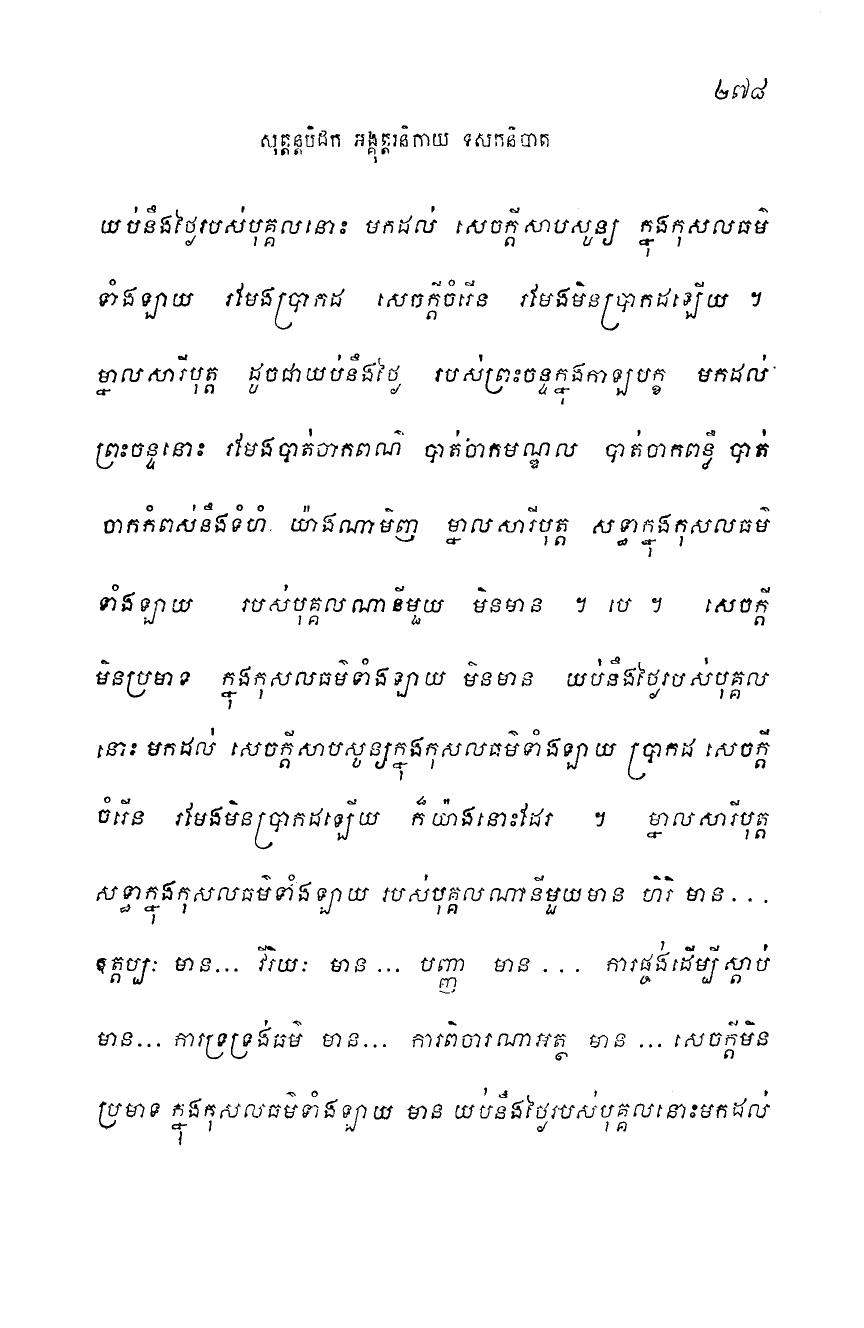 ២៧៨
សុត្តន្តបិដក អង្គុត្តរនិកាយ ទសកនិបាត
យប់នឹងថ្ងៃរបស់បុគ្គលនោះ មកដល់ សេចក្តីសាបសូន្យ ក្នុងកុសលធម៌
ទាំងឡាយ រមែងប្រាកដ សេចក្តីចំរើន រមែងមិនប្រាកដឡើយ ។
ម្នាលសារីបុត្ត ដូចជាយប់នឹងថ្ងៃ របស់ព្រះចន្ទក្នុងកាឡបក្ខ មកដល់
ព្រះចន្ទនោះ រមែងបាត់ចាកពណ៌ បាត់ចាកមណ្ឌល បាត់ចាកពន្លឺ បាត់
ចាកកំពស់នឹងទំហំ យ៉ាងណាមិញ ម្នាលសារីបុត្ត សទ្ធាក្នុងកុសលធម៌
ទាំងឡាយ របស់បុគ្គលណានីមួយ មិនមាន ។ បេ ។ សេចក្តី
មិនប្រមាទ ក្នុងកុសលធម៌ទាំងឡាយ មិនមាន យប់នឹងថ្ងៃរបស់បុគ្គល
នោះ មកដល់ សេចក្តីសាបសូន្យក្នុងកុសលធម៌ទាំងឡាយ ប្រាកដ សេចក្តី
ចំរើន រមែងមិនប្រាកដឡើយ ក៏យ៉ាងនោះដែរ ។ ម្នាលសារីបុត្ត
សទ្ធាក្នុងកុសលធម៌ទាំងឡាយ របស់បុគ្គលណានីមួយមាន ហិរិ មាន...
ឱត្តប្បៈ មាន... វីរិយៈ មាន... បញ្ញា មាន... ការផ្ចង់ដើម្បីស្តាប់
មាន... ការទ្រទ្រង់ធម៌ មាន... ការពិចារណាអត្ថ មាន... សេចក្តីមិន
ប្រមាទ ក្នុងកុសលធម៌ទាំងឡាយ មាន យប់នឹងថ្ងៃរបស់បុគ្គលនោះមកដល់